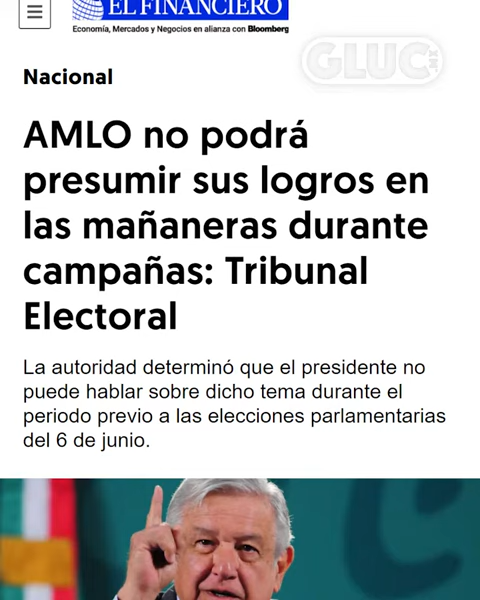 EL FINANCIERO
Economía, Mercados y Negocios en alianza con Bloomberg
GLUC.MX
Nacional
AMLO no podrá
presumir sus logros en
las mañaneras durante
campañas: Tribunal
Electoral
La autoridad determinó que el presidente no
puede hablar sobre dicho tema durante el
periodo previo a las elecciones parlamentarias
del 6 de junio.